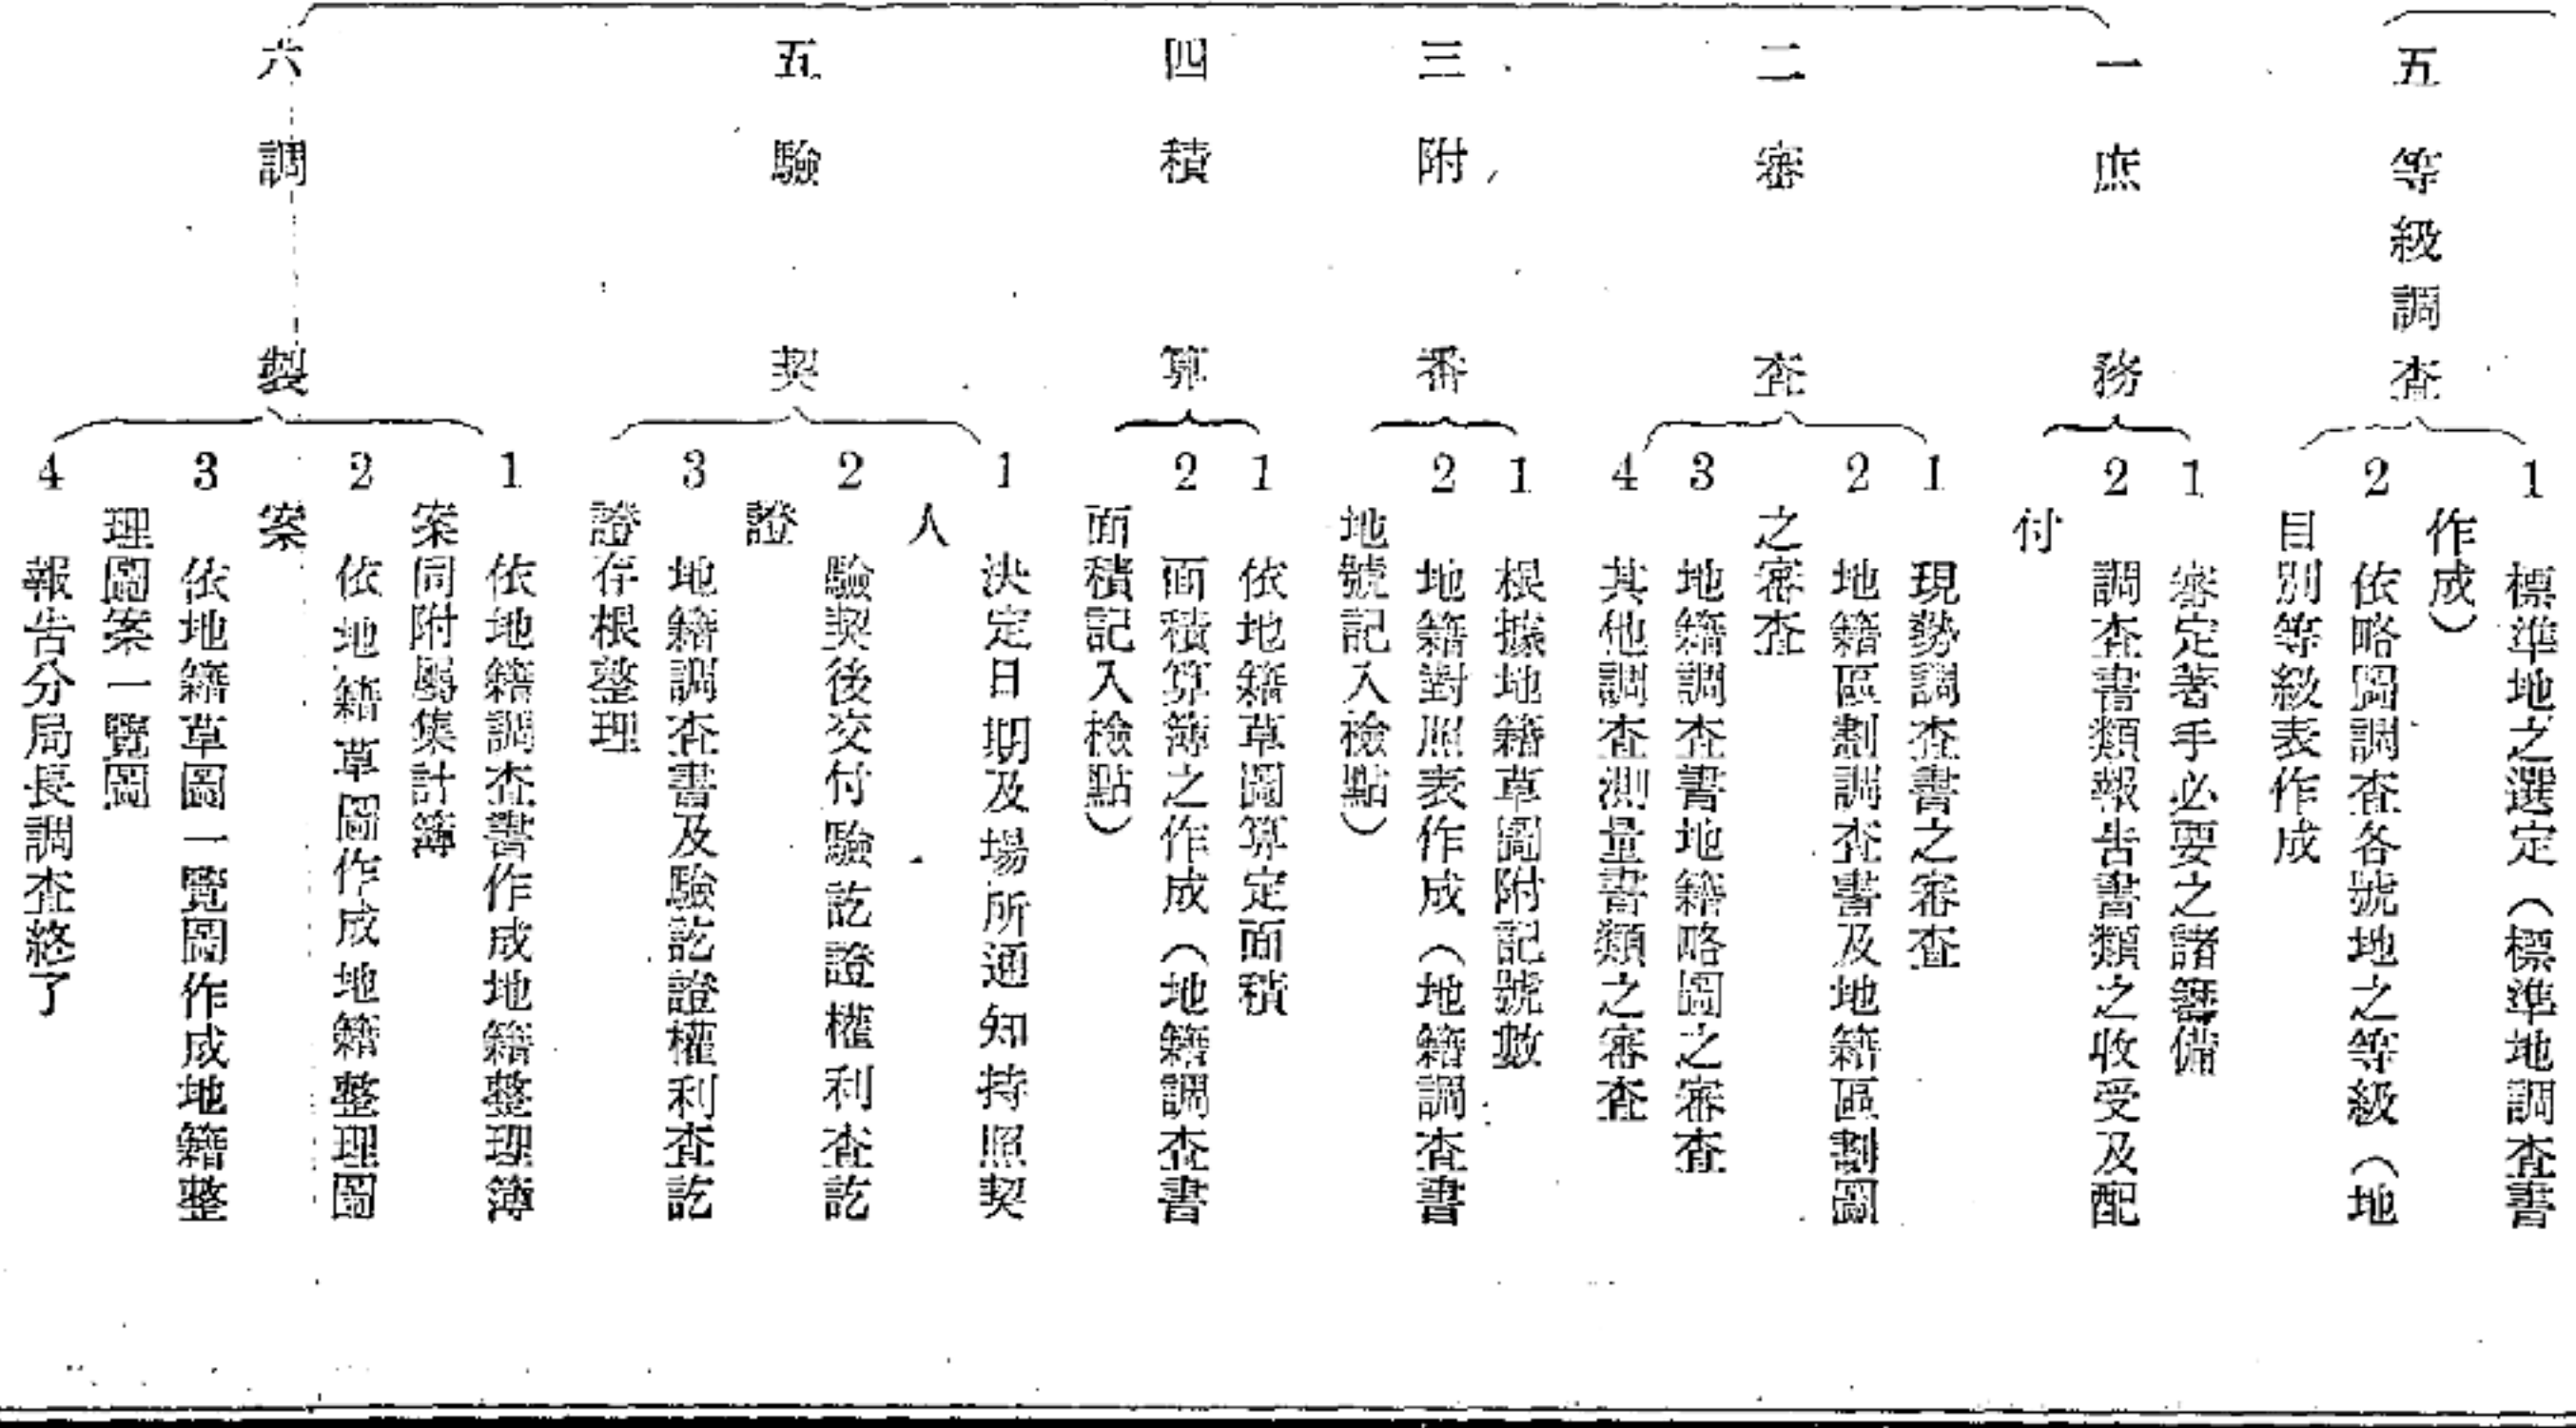 五等級調查
1 標準地之選定（標準地調查書
作成）
2 依略圖調查各號地之等級（地
目別等級表作成
一庶務
1 審定著手必要之諸籌備
2 調查書類報告書類之收受及配
付
二審查
1 現勢調查書之審查
2 地籍區劃調查書及地籍區劃圖
之審查
3 地籍調查書地籍略圖之審查
4 其他調查測量書類之審查
三附番
1 根據地籍草圖附記號數
2 地籍對照表作成（地籍調查書
地號記入檢點）
四積算
1 依地籍草圖算定面積
2 面積算簿之作成（地籍調查書
面積記入檢點）
五驗契
1 決定日期及場所通知持照契
人
2 驗契後交付驗訖證權利查訖
證
3 地籍調查書及驗訖證權利查訖
證存根整理
六調製
1 依地籍調查書作成地籍整理簿
案同附屬集計簿
2 依地籍草圖作成地籍整理圖
案
3 依地籍草圖一覽圖作成地籍整
理圖案一覽圖
4 報告分局長調查終了